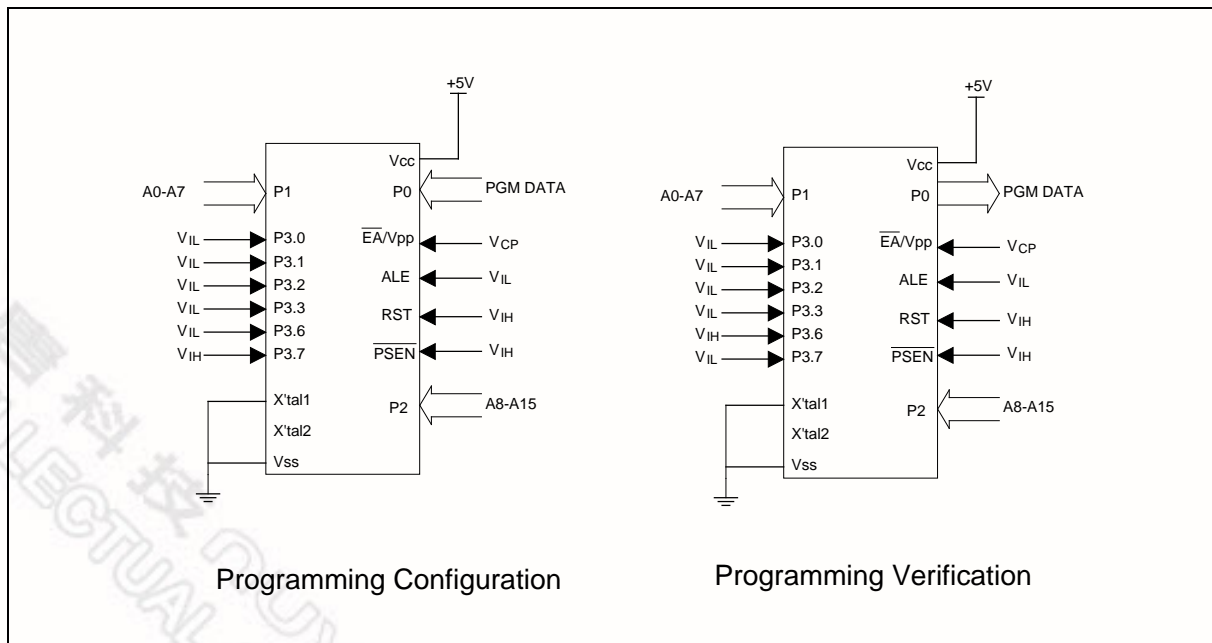 +5V
Vcc
A0-A7
P1
P0
PGM DATA
VIL
P3.0
EA/Vpp
VCP
VIL
P3.1
VIL
P3.2
ALE
VIL
VIL
P3.3
RST
VIH
VIL
P3.6
VIH
P3.7
PSEN
VIH
X'tal1
P2
A8-A15
X'tal2
Vss
Programming Configuration
+5V
Vcc
A0-A7
P1
P0
PGM DATA
VIL
P3.0
EA/Vpp
VCP
VIL
P3.1
VIL
P3.2
ALE
VIL
VIL
P3.3
RST
VIH
VIH
P3.6
VIL
P3.7
PSEN
VIH
X'tal1
P2
A8-A15
X'tal2
Vss
Programming Verification
科技